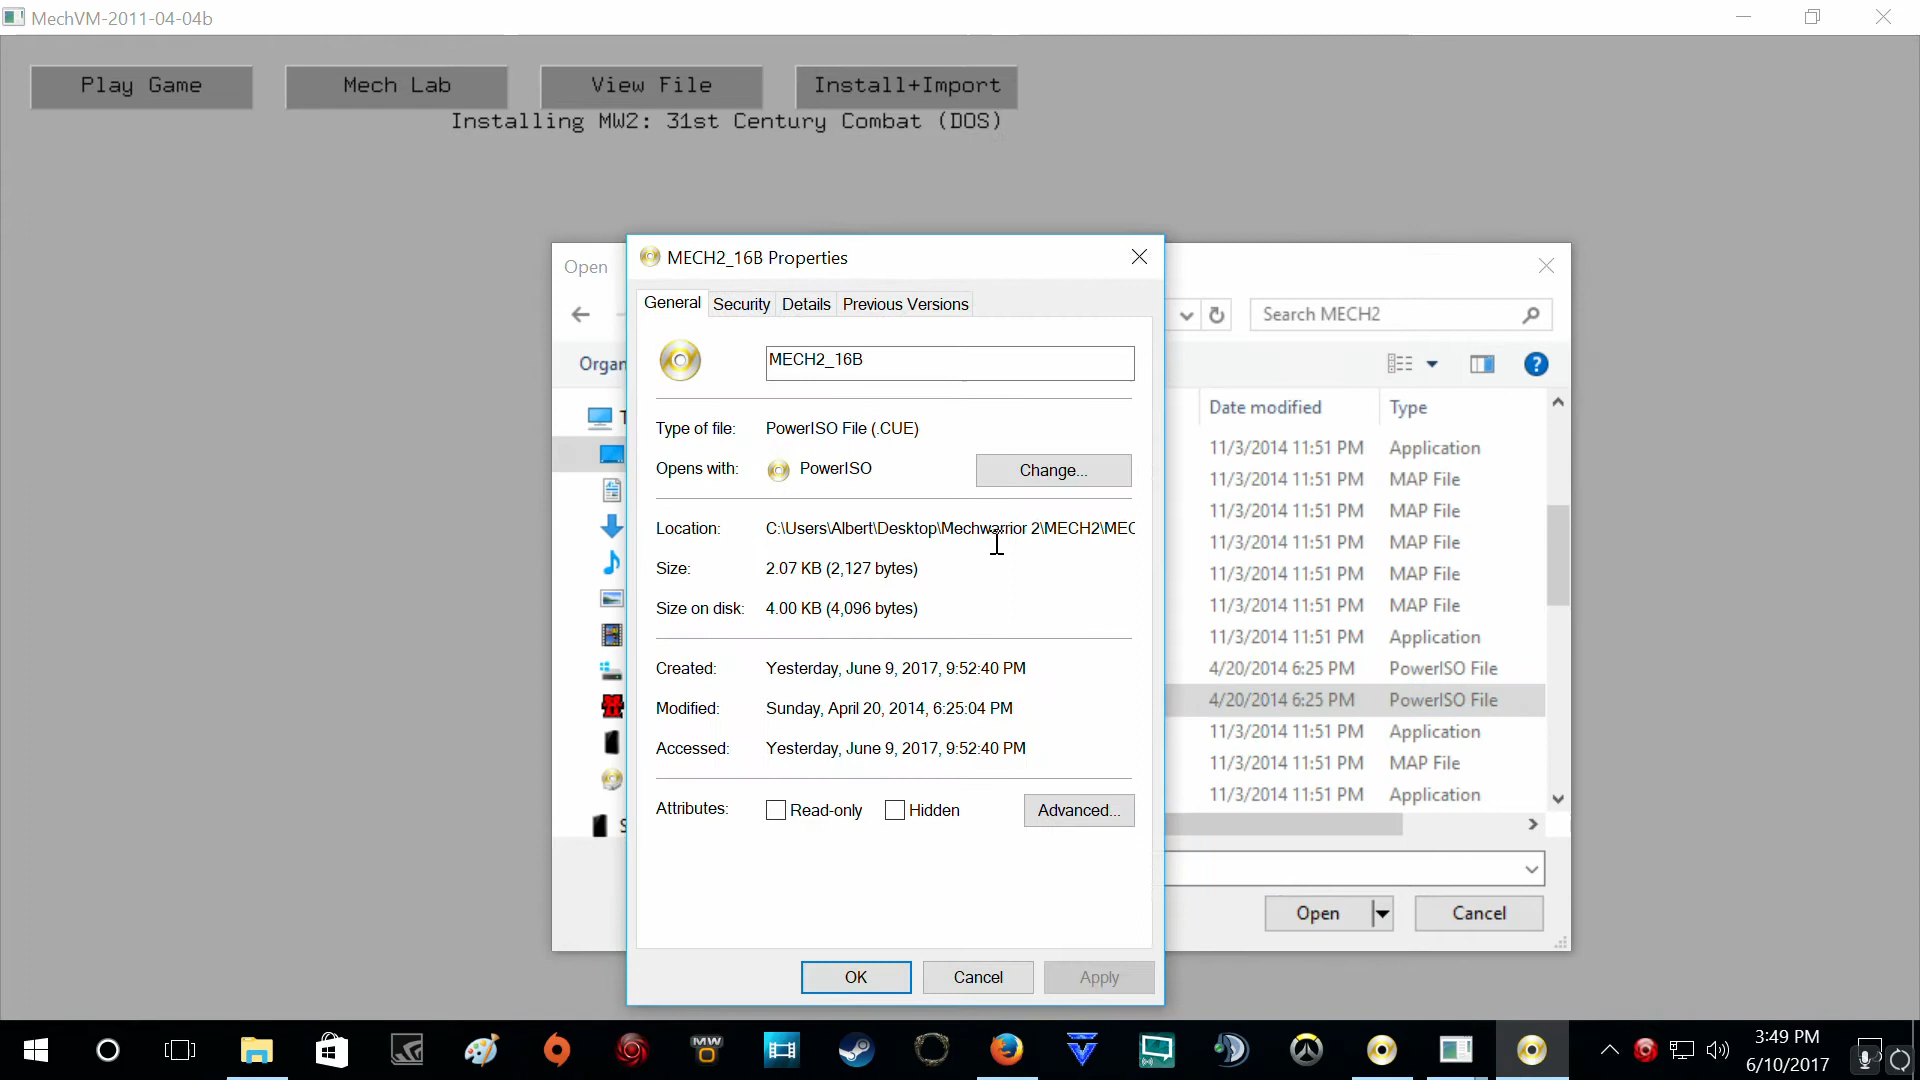 MechVM-2011-04-04b
Play Game
Mech Lab
View File
Install+Import
Installing MW2: 31st Century Combat (DOS)
Open
Search MECH2
Organ
Date modified
Type
11/3/2014 11:51 PM Application
11/3/2014 11:51 PM MAP File
11/3/2014 11:51 PM MAP File
11/3/2014 11:51 PM MAP File
11/3/2014 11:51 PM MAP File
11/3/2014 11:51 PM MAP File
11/3/2014 11:51 PM Application
4/20/2014 6:25 PM PowerISO File
4/20/2014 6:25 PM PowerISO File
11/3/2014 11:51 PM Application
11/3/2014 11:51 PM MAP File
11/3/2014 11:51 PM Application
Open
Cancel
MECH2_16B Properties
General
Security
Details
Previous Versions
MECH2_16B
Type of file: PowerISO File (.CUE)
Opens with: PowerISO
Change...
Location: C:\Users\Albert\Desktop\Mechwarrior 2\MECH2\MEC
Size: 2.07 KB (2,127 bytes)
Size on disk: 4.00 KB (4,096 bytes)
Created: Yesterday, June 9, 2017, 9:52:40 PM
Modified: Sunday, April 20, 2014, 6:25:04 PM
Accessed: Yesterday, June 9, 2017, 9:52:40 PM
Attributes: Read-only Hidden
Advanced...
OK
Cancel
Apply
MW
3:49 PM
6/10/2017